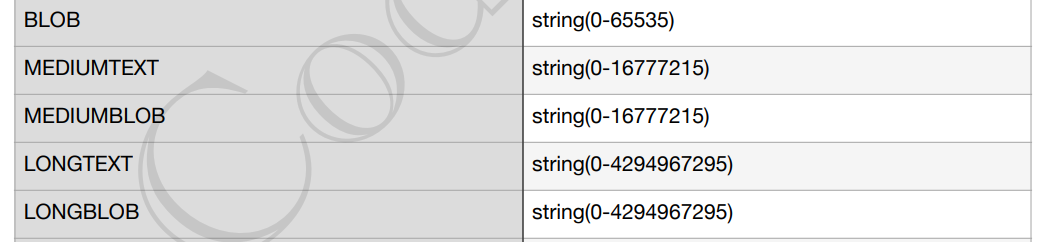 BLOB string(0-65535)
MEDIUMTEXT string(0-16777215)
MEDIUMBLOB string(0-16777215)
LONGTEXT string(0-4294967295)
LONGBLOB string(0-4294967295)